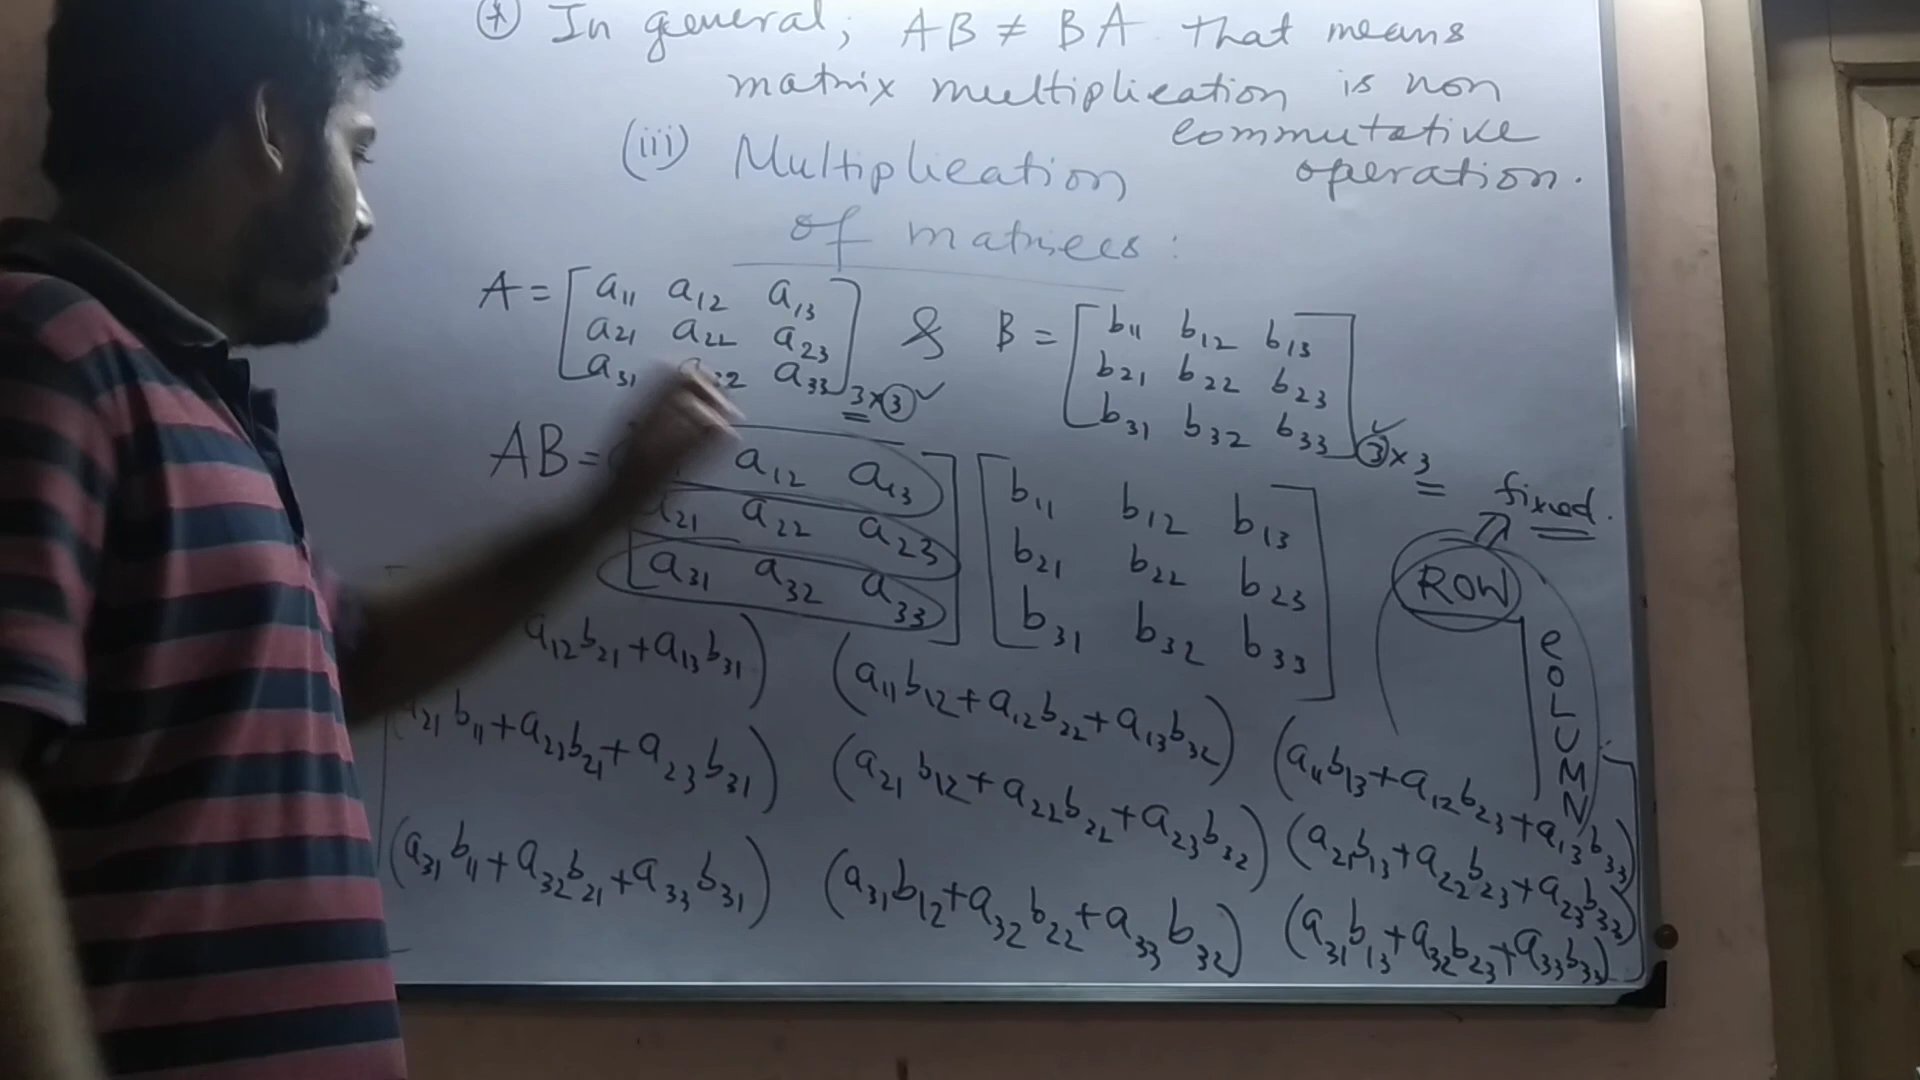 * In general; AB ≠ BA that means
matrix multiplication is non
commutative
operation.
(iii) Multiplication
of matrices:
A = [ a11 a12 a13
a21 a22 a23
a31 a33 ] 3×3 ✓
& B = [ b11 b12 b13
b21 b22 b23
b31 b32 b33 ] 3×3 ✓
AB = a12 a13
a21 a22 a23
a31 a32 a33 ]
[ b11 b12 b13
b21 b22 b23
b31 b32 b33 ]
fixed.
ROW
COLUMN
a12b21+a13b31) (a11b12+a12b22+a13b32) (a11b13+a12b23+a13b33)
a21b11+a23b21+a23b31) (a21b12+a22b22+a23b32) (a21b13+a22b23+a23b33)
(a31b11+a32b21+a33b31) (a31b12+a32b22+a33b32) (a31b13+a32b23+a33b33)